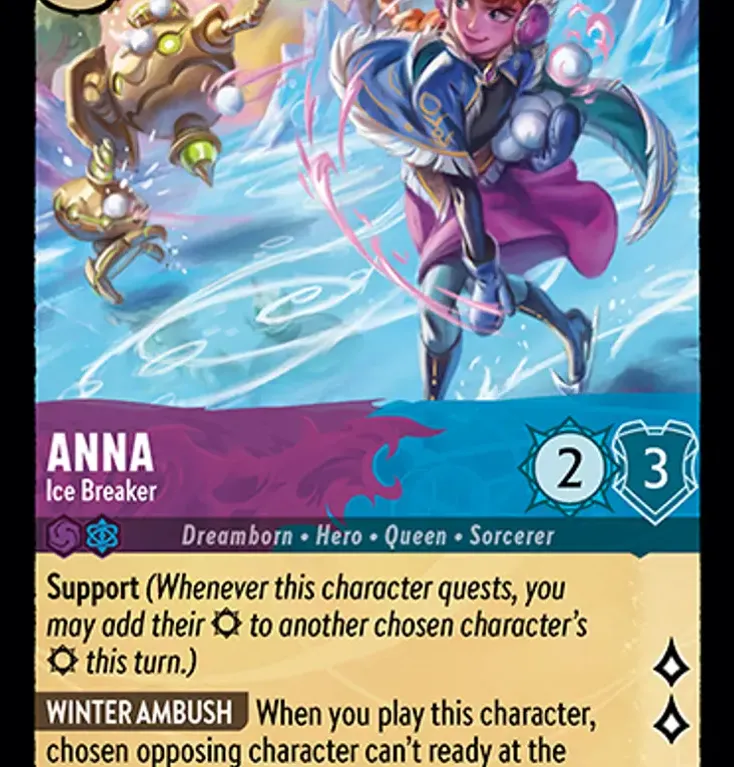 ANNA
Ice Breaker
2
3
Dreamborn • Hero • Queen • Sorcerer
Support (Whenever this character quests, you
may add their to another chosen character's
this turn.)
WINTER AMBUSH When you play this character,
chosen opposing character can't ready at the